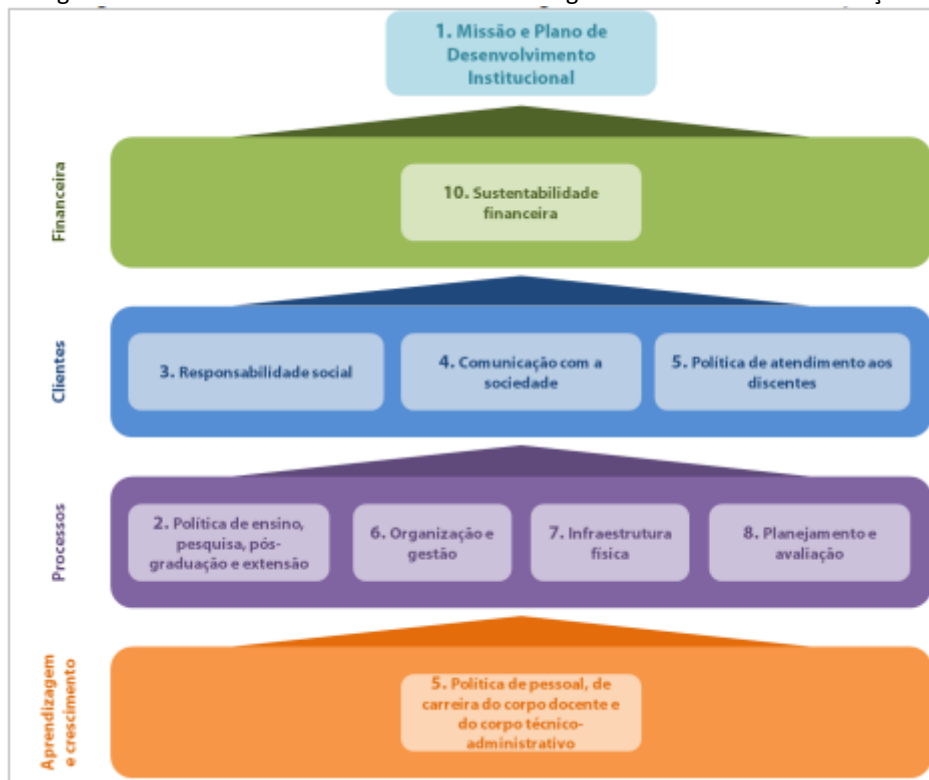 1. Missão e Plano de
Desenvolvimento
Institucional
Financeira
10. Sustentabilidade
financeira
Clientes
3. Responsabilidade social
4. Comunicação com a
sociedade
5. Política de atendimento aos
discentes
Processos
2. Política de ensino,
pesquisa, pós-
graduação e extensão
6. Organização e
gestão
7. Infraestrutura
física
8. Planejamento e
avaliação
Aprendizagem
e crescimento
5. Política de pessoal, de
carreira do corpo docente e
do corpo técnico-
administrativo